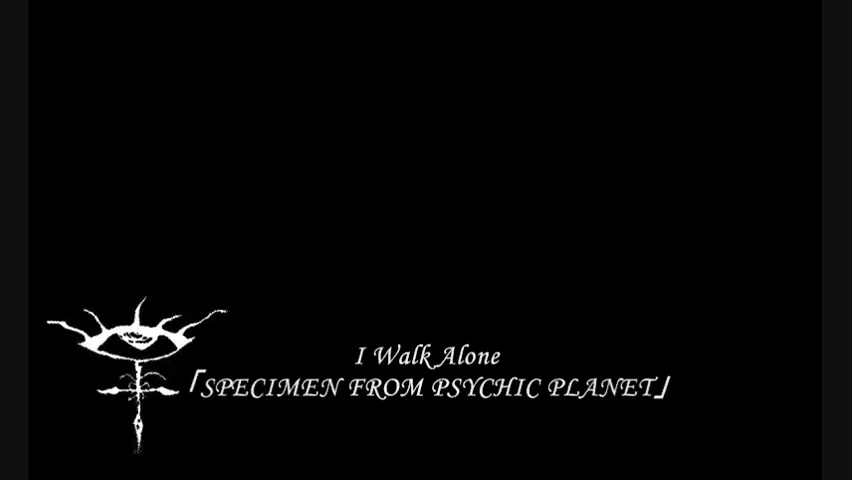 I Walk Alone
「SPECIMEN FROM PSYCHIC PLANET」